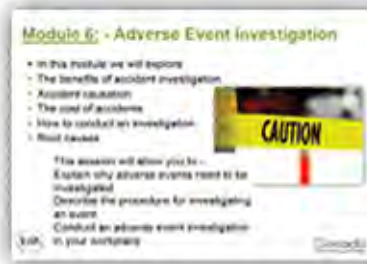 Module 6: - Adverse Event Investigation
• In this module we will explore
• The benefits of accident investigation
• Accident causation
• The cost of accidents
• How to conduct an investigation
• Root causes
CAUTION
This session will allow you to -
Explain why adverse events need to be
investigated
Describe the procedure for investigating
an event
Conduct an adverse event investigation
in your workplace